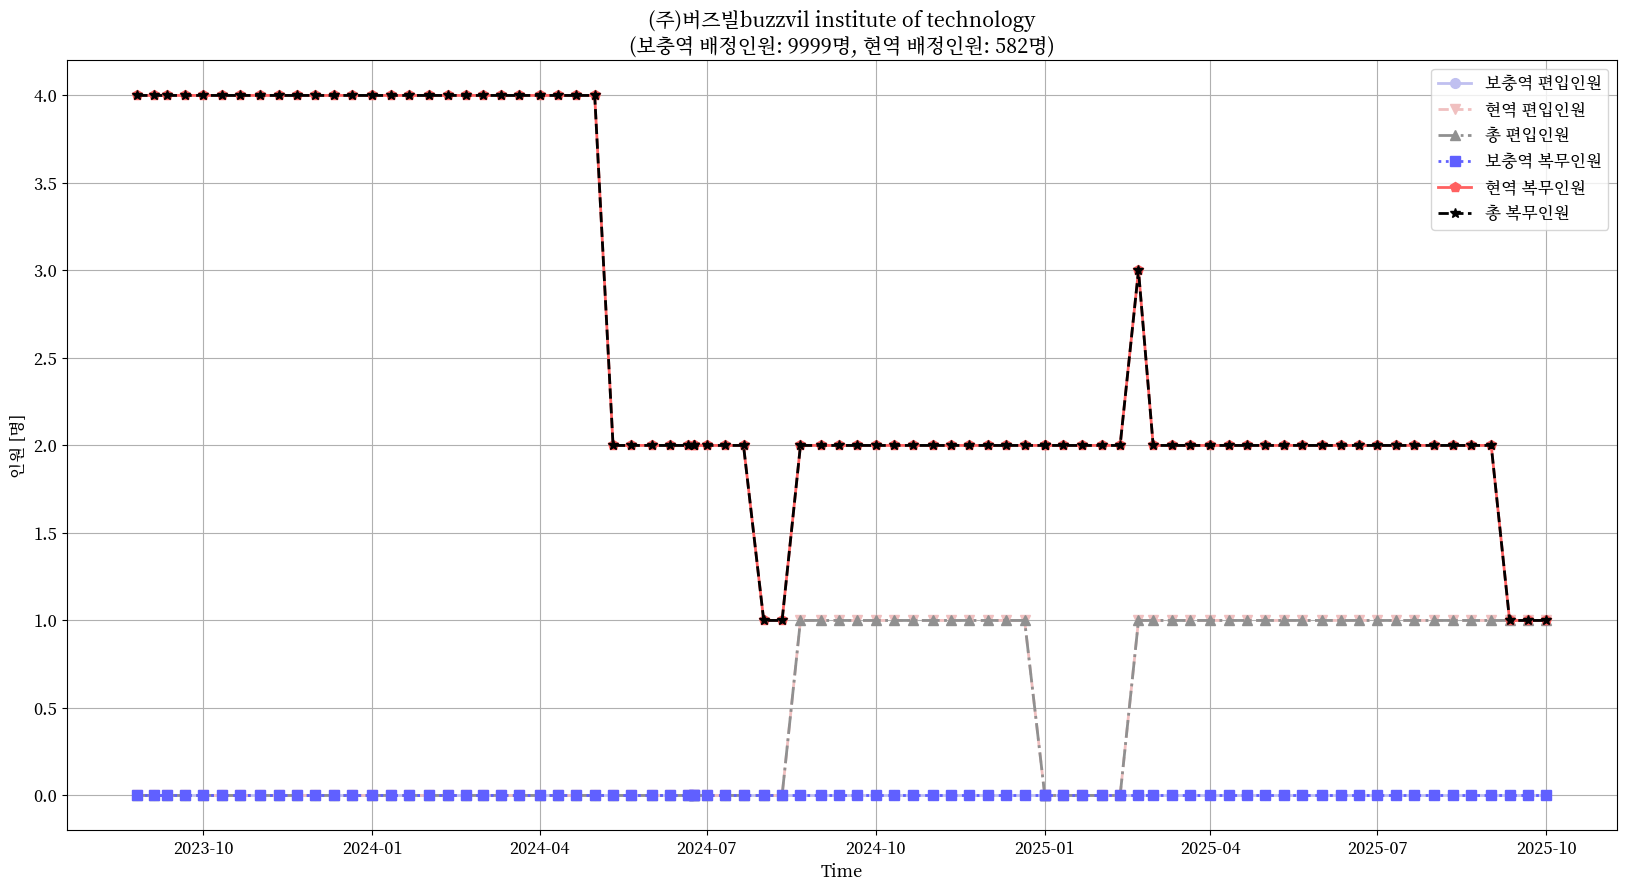 (주)버즈빌buzzvil institute of technology
(보충역 배정인원: 9999명, 현역 배정인원: 582명)
보충역 편입인원
현역 편입인원
총 편입인원
보충역 복무인원
현역 복무인원
총 복무인원
인원 [명]
4.0
3.5
3.0
2.5
2.0
1.5
1.0
0.5
0.0
2023-10 2024-01 2024-04 2024-07 2024-10 2025-01 2025-04 2025-07 2025-10
Time